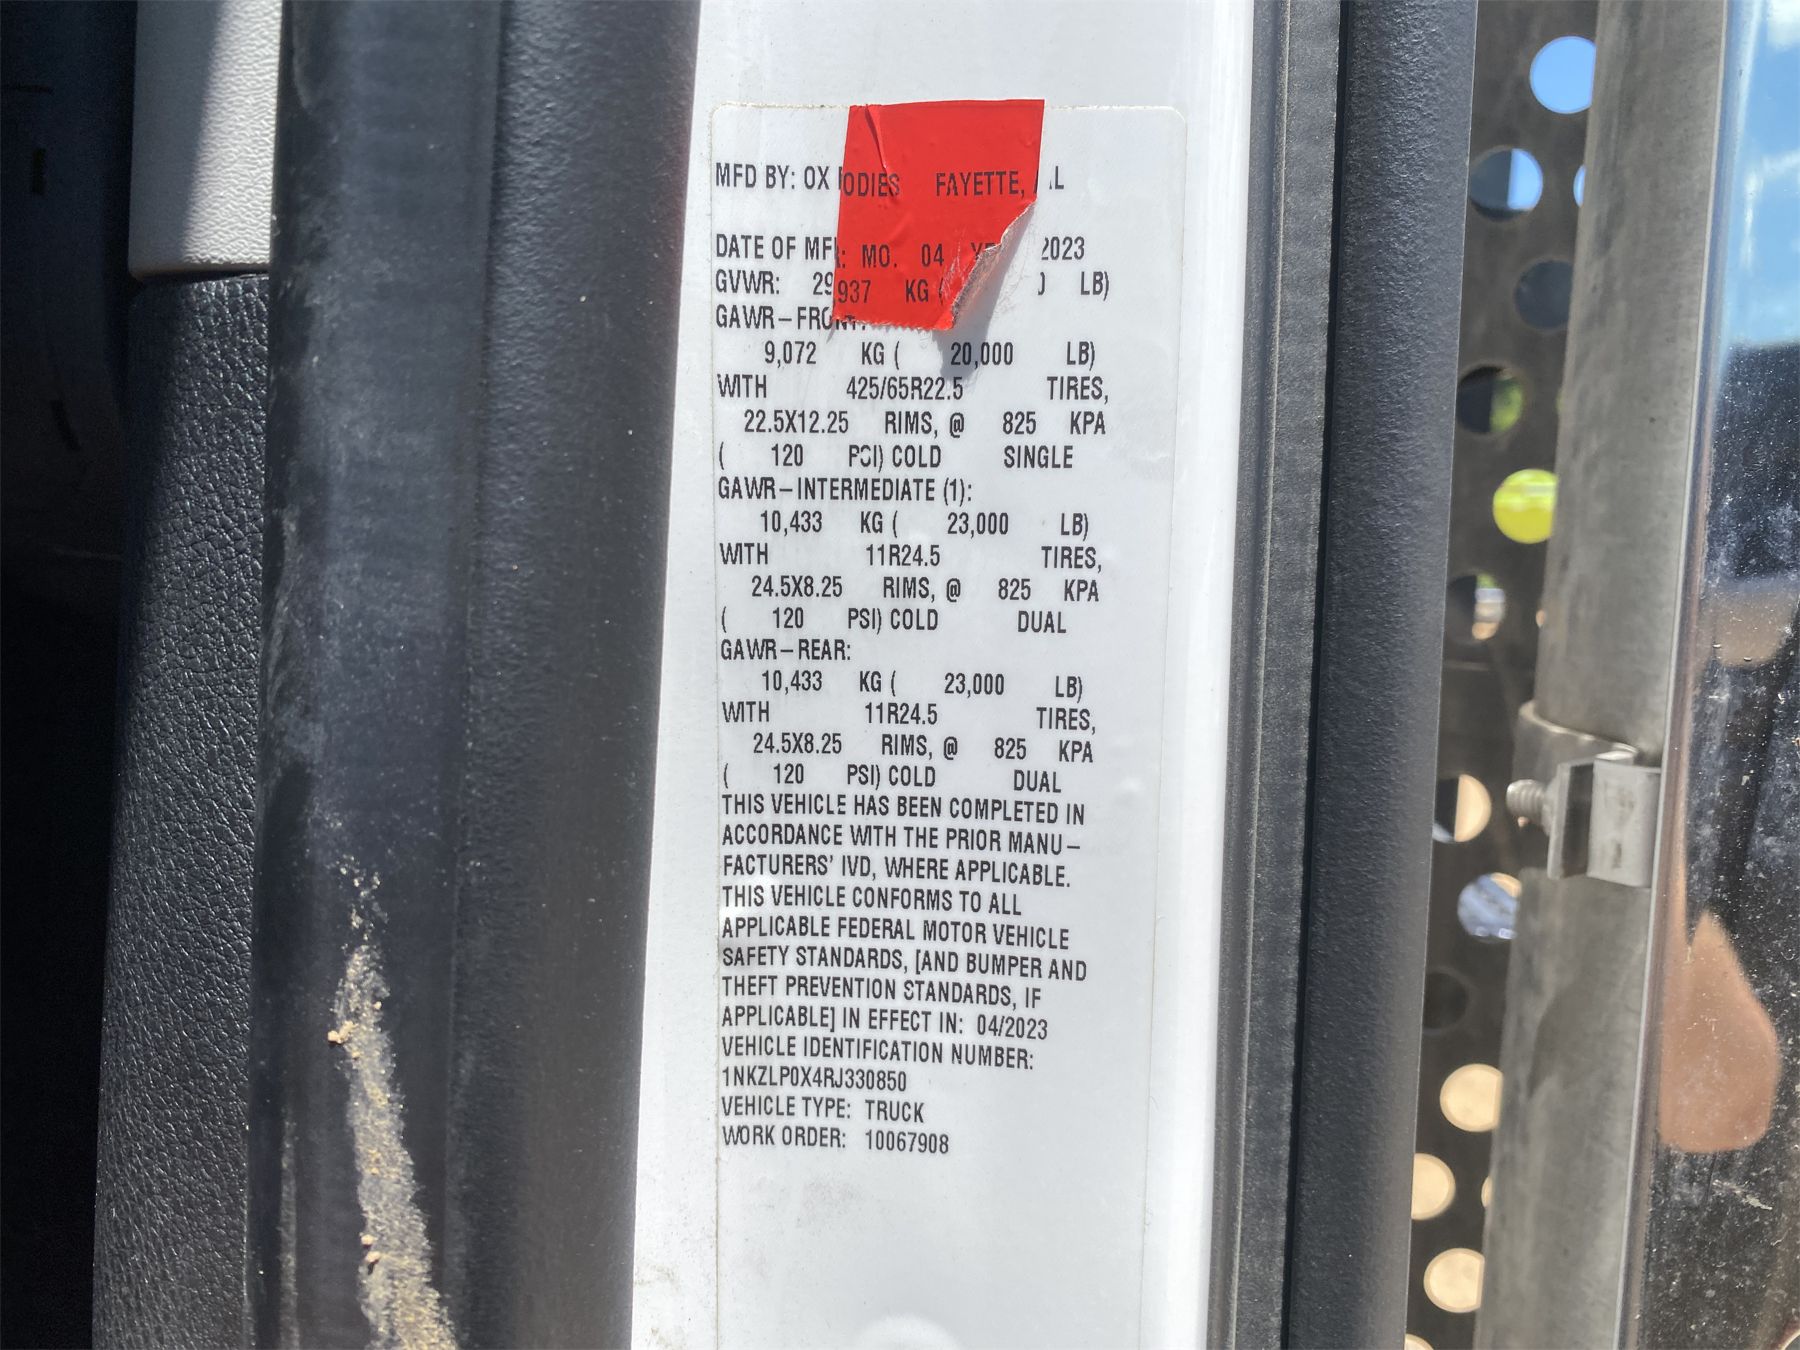 MFD BY: OX BODIES FAYETTE, AL
DATE OF MFR: MO. 04 2023
GVWR: 29,937 KG ( LB)
GAWR-FRONT:
9,072 KG ( 20,000 LB)
WITH 425/65R22.5 TIRES,
22.5X12.25 RIMS, @ 825 KPA
( 120 PSI) COLD SINGLE
GAWR-INTERMEDIATE (1):
10,433 KG ( 23,000 LB)
WITH 11R24.5 TIRES,
24.5X8.25 RIMS, @ 825 KPA
( 120 PSI) COLD DUAL
GAWR-REAR:
10,433 KG ( 23,000 LB)
WITH 11R24.5 TIRES,
24.5X8.25 RIMS, @ 825 KPA
( 120 PSI) COLD DUAL
THIS VEHICLE HAS BEEN COMPLETED IN
ACCORDANCE WITH THE PRIOR MANU-
FACTURERS' IVD, WHERE APPLICABLE.
THIS VEHICLE CONFORMS TO ALL
APPLICABLE FEDERAL MOTOR VEHICLE
SAFETY STANDARDS, [AND BUMPER AND
THEFT PREVENTION STANDARDS, IF
APPLICABLE] IN EFFECT IN: 04/2023
VEHICLE IDENTIFICATION NUMBER:
1NKZLP0X4RJ330850
VEHICLE TYPE: TRUCK
WORK ORDER: 10067908